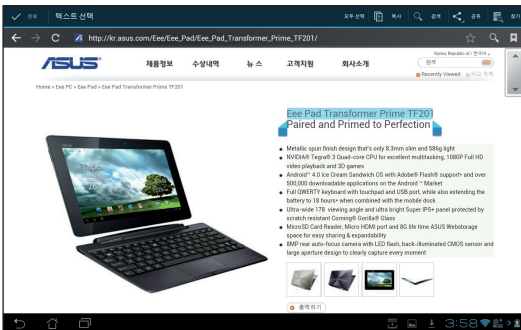 완료 텍스트 선택 모두 선택 복사 검색 공유 찾기
http://kr.asus.com/Eee/Eee_Pad/Eee_Pad_Transformer_Prime_TF201/
Korea, Republic of / 한국어
/SUS
제품정보 수상내역 뉴스 고객지원 회사소개
검색
Recently Viewed 비교 목록
Home > Eee PC > Eee Pad > Eee Pad Transformer Prime TF201
Eee Pad Transformer Prime TF201
Paired and Primed to Perfection
Metallic spun finish design that's only 8.3mm slim and 586g light
NVIDIA® Tegra® 3 Quad-core CPU for excellent multitasking, 1080P Full HD
video playback and 3D games
Android™ 4.0 Ice Cream Sandwich OS with Adobe® Flash® support+ and over
500,000 downloadable applications on the Android™ Market
Full QWERTY keyboard with touchpad and USB port, while also extending the
battery to 18 hours+ when combined with the mobile dock
Ultra-wide 178 viewing angle and ultra bright Super IPS+ panel protected by
scratch resistant Corning® Gorilla® Glass
MicroSD Card Reader, Micro HDMI port and 8G life time ASUS Webstorage
space for easy sharing & expandability
8MP rear auto-focus camera with LED flash, back-illuminated CMOS sensor and
large aperture design to clearly capture every moment
출력하기
3:58